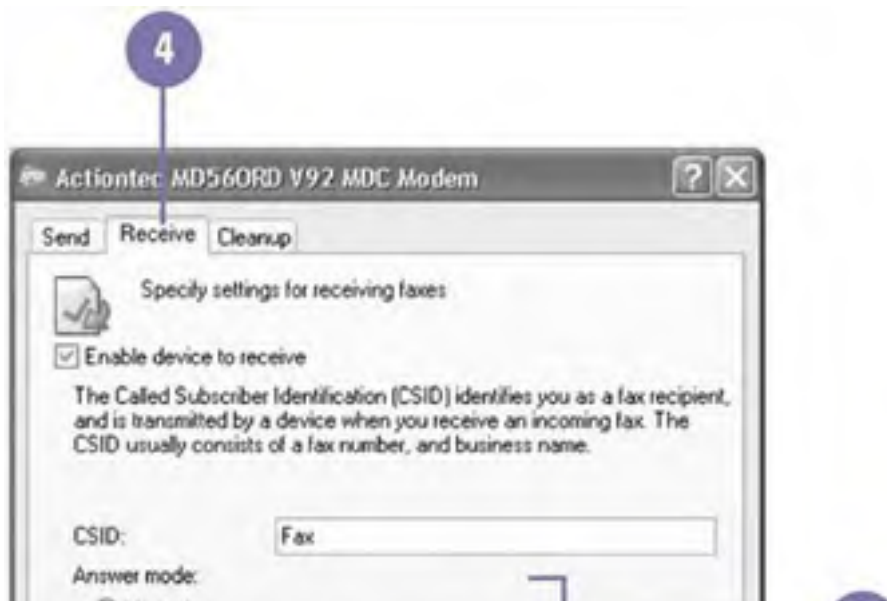 4
Actiontec MD560RD V92 MDC Modem
Send Receive Cleanup
Specify settings for receiving faxes
Enable device to receive
The Called Subscriber Identification (CSID) identifies you as a fax recipient,
and is transmitted by a device when you receive an incoming fax. The
CSID usually consists of a fax number, and business name.
CSID: Fax
Answer mode: